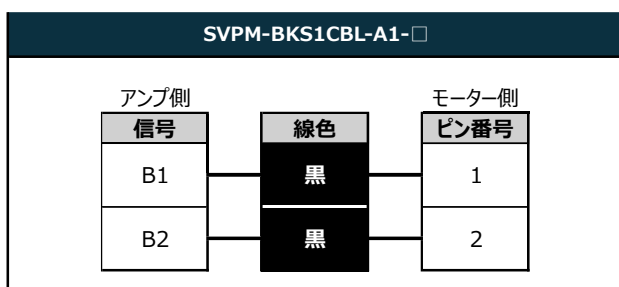 SVPM-BKS1CBL-A1-□
アンプ側 モーター側
信号 線色 ピン番号
B1 黒 1
B2 黒 2